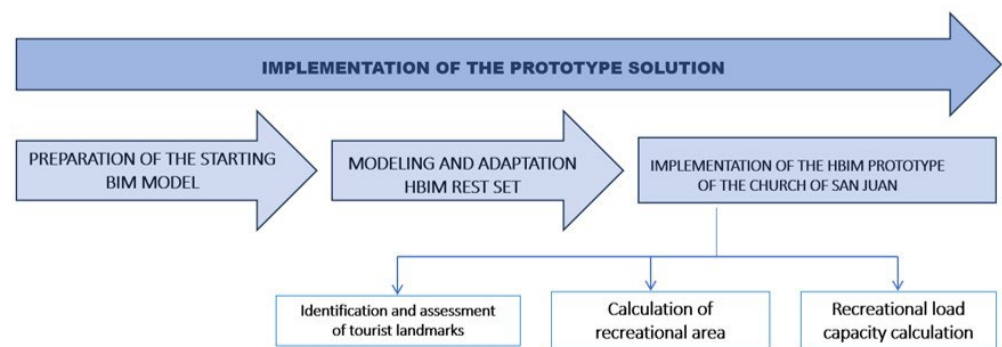 IMPLEMENTATION OF THE PROTOTYPE SOLUTION
PREPARATION OF THE STARTING
BIM MODEL
MODELING AND ADAPTATION
HBIM REST SET
IMPLEMENTATION OF THE HBIM PROTOTYPE
OF THE CHURCH OF SAN JUAN
Identification and assessment
of tourist landmarks
Calculation of
recreational area
Recreational load
capacity calculation